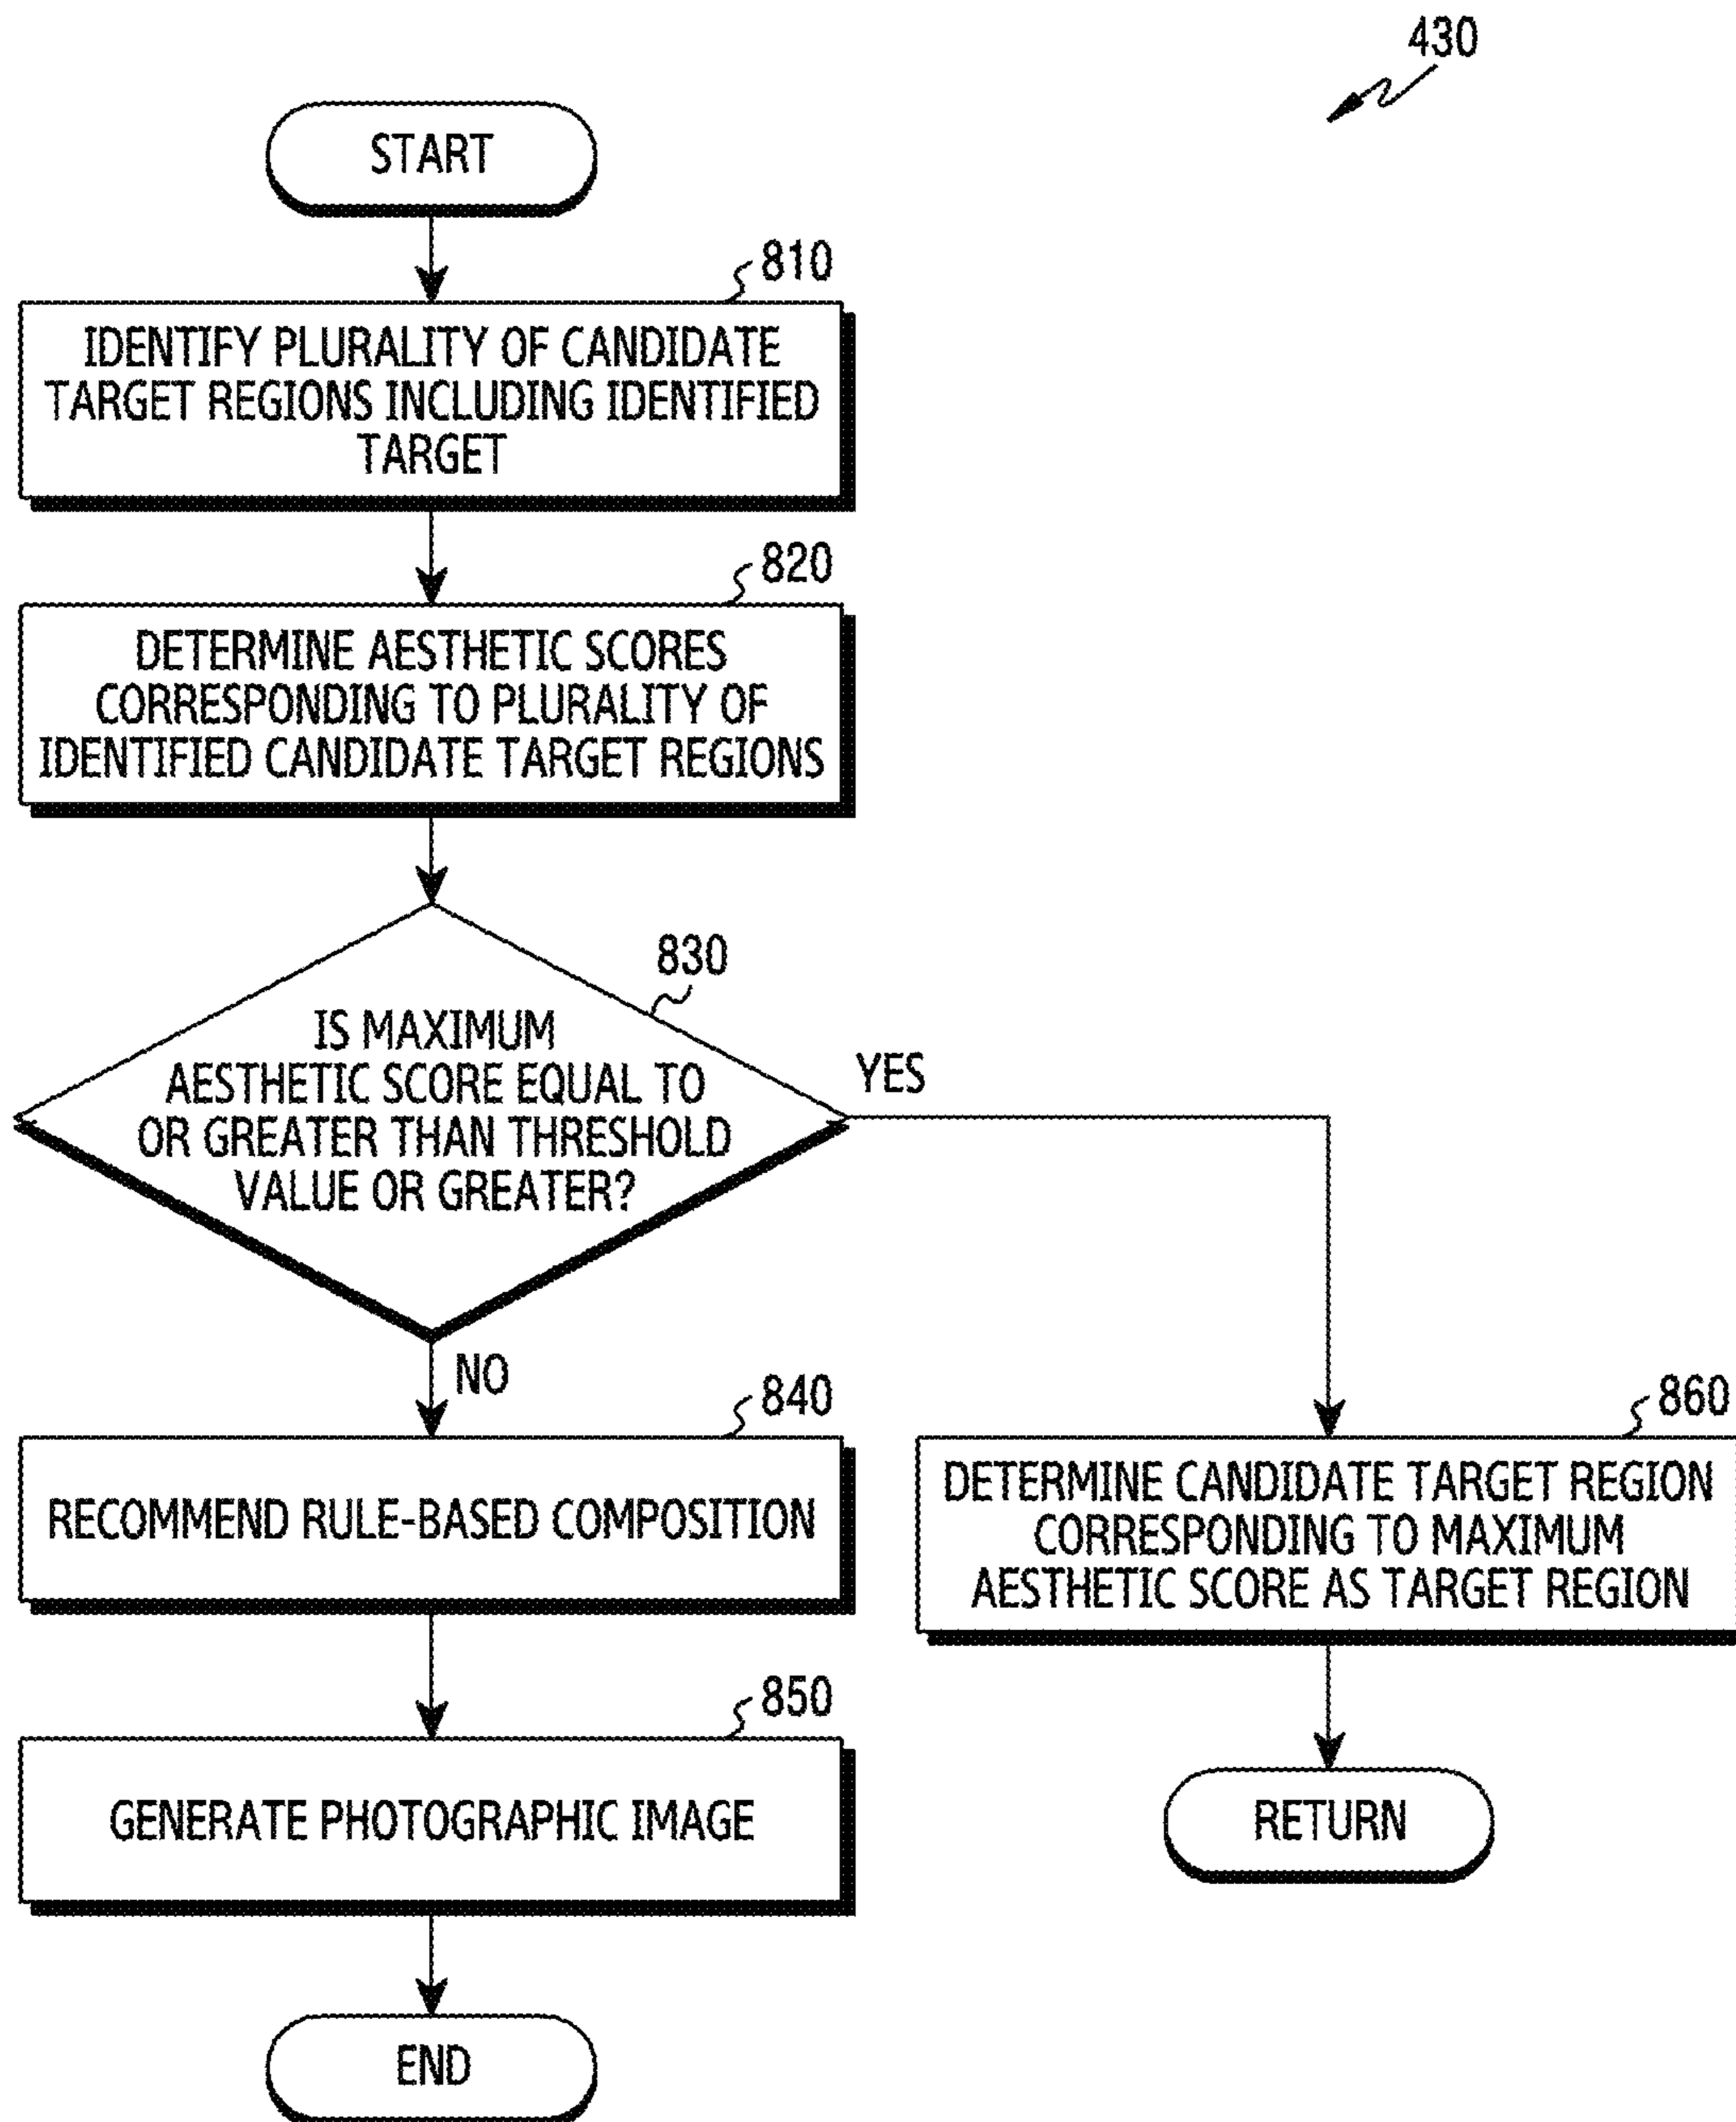 430
START
810
IDENTIFY PLURALITY OF CANDIDATE
TARGET REGIONS INCLUDING IDENTIFIED
TARGET
820
DETERMINE AESTHETIC SCORES
CORRESPONDING TO PLURALITY OF
IDENTIFIED CANDIDATE TARGET REGIONS
830
IS MAXIMUM
AESTHETIC SCORE EQUAL TO
OR GREATER THAN THRESHOLD
VALUE OR GREATER?
YES
NO
840
RECOMMEND RULE-BASED COMPOSITION
850
GENERATE PHOTOGRAPHIC IMAGE
END
860
DETERMINE CANDIDATE TARGET REGION
CORRESPONDING TO MAXIMUM
AESTHETIC SCORE AS TARGET REGION
RETURN